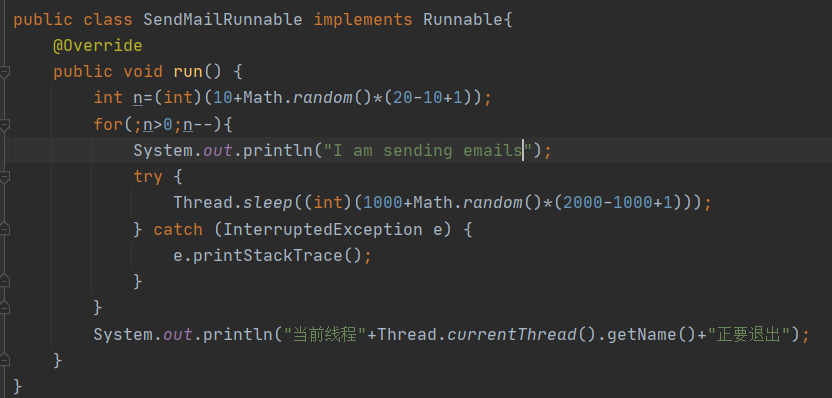 public class SendMailRunnable implements Runnable{
    @Override
    public void run() {
        int n=(int)(10+Math.random()*(20-10+1));
        for(;n>0;n--){
            System.out.println("I am sending emails");
            try {
                Thread.sleep((int)(1000+Math.random()*(2000-1000+1)));
            } catch (InterruptedException e) {
                e.printStackTrace();
            }
        }
        System.out.println("当前线程"+Thread.currentThread().getName()+"正要退出");
    }
}